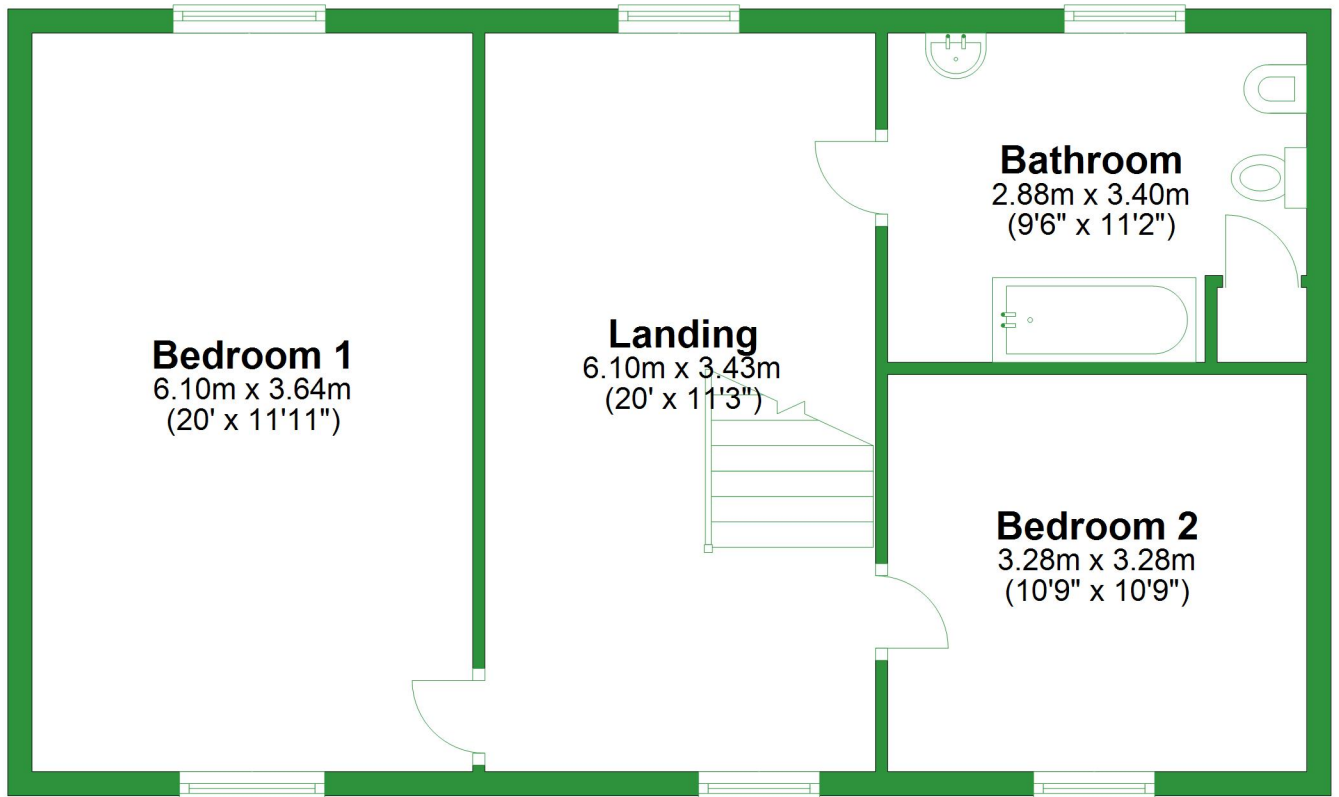 Bathroom
2.88m x 3.40m
(9'6" x 11'2")
Landing
6.10m x 3.43m
(20' x 11'3")
Bedroom 1
6.10m x 3.64m
(20' x 11'11")
Bedroom 2
3.28m x 3.28m
(10'9" x 10'9")